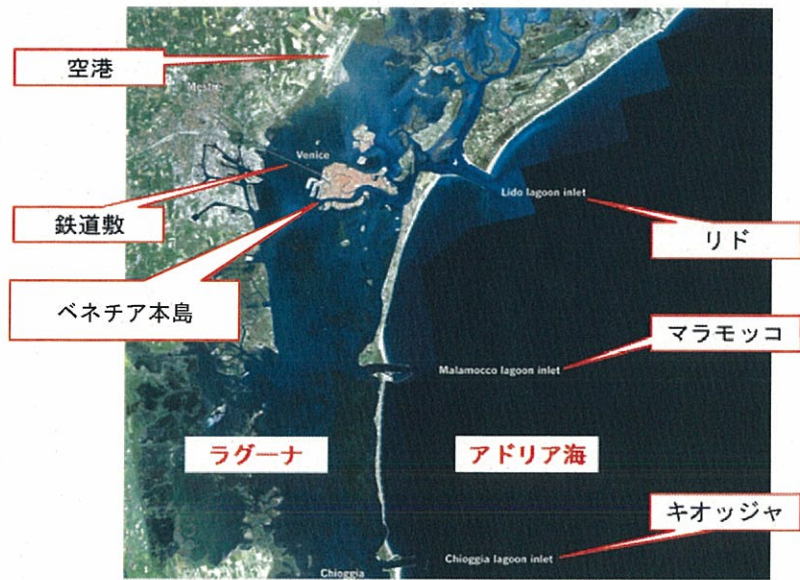 空港
Mestre
Venice
Lido lagoon inlet
鉄道敷
リド
ベネチア本島
マラモッコ
Malamocco lagoon inlet
ラグーナ
アドリア海
キオッジャ
Chioggia lagoon inlet
Chioggia